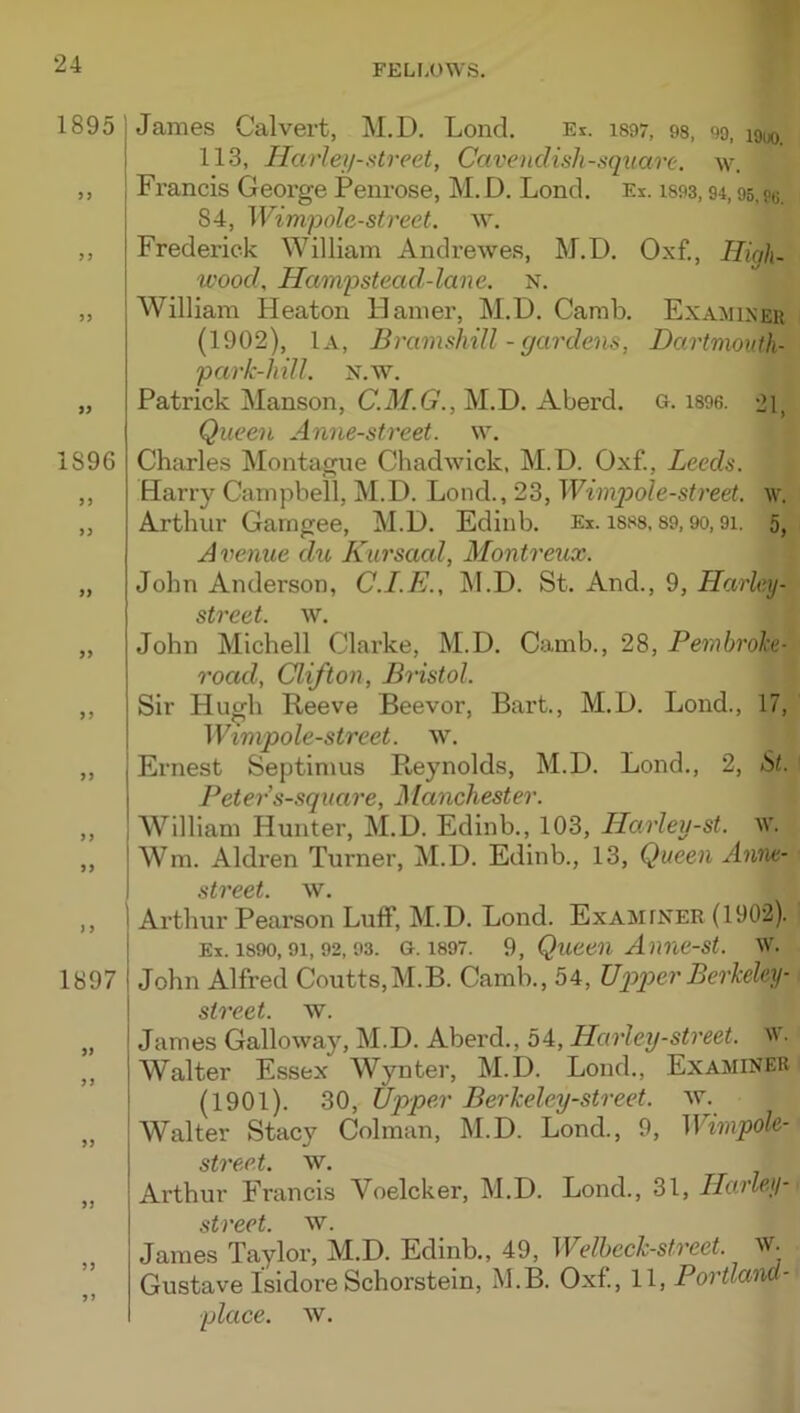 24
FELLOWS.
1895 James Calvert, M.D. Lond. Ex. 1897, 98, 99, 1900.
113, Harley-street, Cavendish-square. W.
,, Francis George Penrose, M.D. Lond. Ex. 1893, 94, 95, 96.
84, Wimpole-street. W.
,, Frederick William Andrewes, M.D. Oxf., High-
wood, Hampstead-lane. N.
,, William Heaton Hamer, M.D. Camb. EXAMINER
(1902), 1A, Bramshill-gardens, Dartmouth-
park-hill. N.W.
,, Patrick Manson, C.M.G., M.D. Aberd. G. 1896. 21,
Queen Anne-street. W.
1896 Charles Montague Chadwick, M.D. Oxf., Leeds.
,, Harry Campbell, M.D. Lond., 23, Wimpole-street. W.
,, Arthur Gamgee, M.D. Edinb. Ex. 1888, 89, 90, 91. 5,
Avenue du Kursaal, Montreux.
,, John Anderson, C.I.E., M.D. St. And., 9, Harley-
street. W.
,, John Michell Clarke, M.D. Camb., 28, Pembroke-
road, Clifton, Bristol.
,, Sir Hugh Reeve Beevor, Bart., M.D. Lond., 17,
Wimpole-street. W.
,, Ernest Septimus Reynolds, M.D. Lond., 2, St.
Peter's-square, Manchester.
,, William Hunter, M.D. Edinb., 103, Harley-st. W.
,, Wm. Aldren Turner, M.D. Edinb., 13, Queen Anne-
street. W.
,, Arthur Pearson Luff, M.D. Lond. EXAMINER (1902).
Ex. 1890, 91, 92, 93. G. 1897. 9, Queen Anne-st. W.
1897 John Alfred Coutts, M.B. Camb., 54, Upper Berkeley-
street. W.
,, James Galloway, M.D. Aberd., 54, Harley-street. W.
,, Walter Essex Wynter, M.D. Lond., EXAMINER
(1901). 30, Upper Berkeley-street. W.
,, Walter Stacy Colman, M.D. Lond., 9, Wimpole-
street. W.
,, Arthur Francis Voelcker, M.D. Lond., 31, Harley-
street. W.
,, James Taylor, M.D. Edinb., 49, Welbeck-street. W.
,, Gustave Isidore Schorstein, M.B. Oxf., 11, Portland-
place. W.